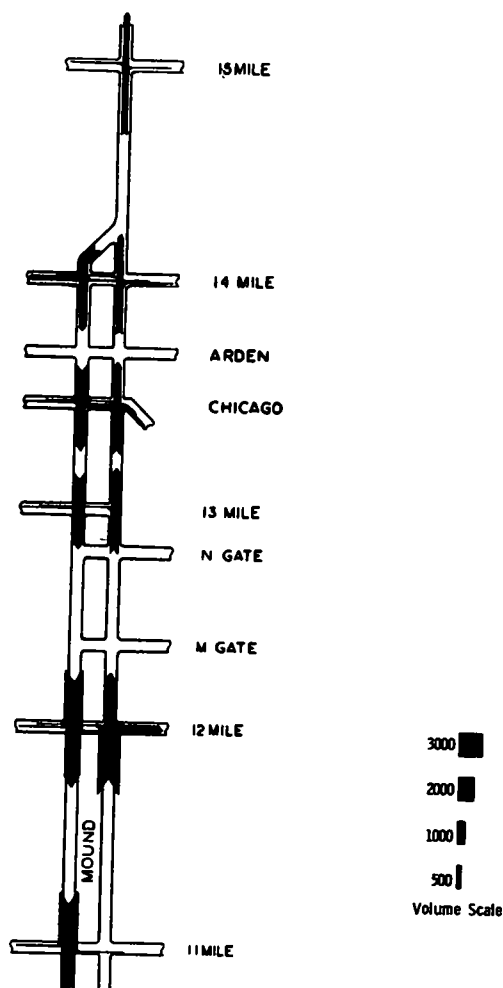 15 MILE
14 MILE
ARDEN
CHICAGO
13 MILE
N GATE
M GATE
12 MILE
MOUND
11 MILE
3000
2000
1000
500
Volume Scale